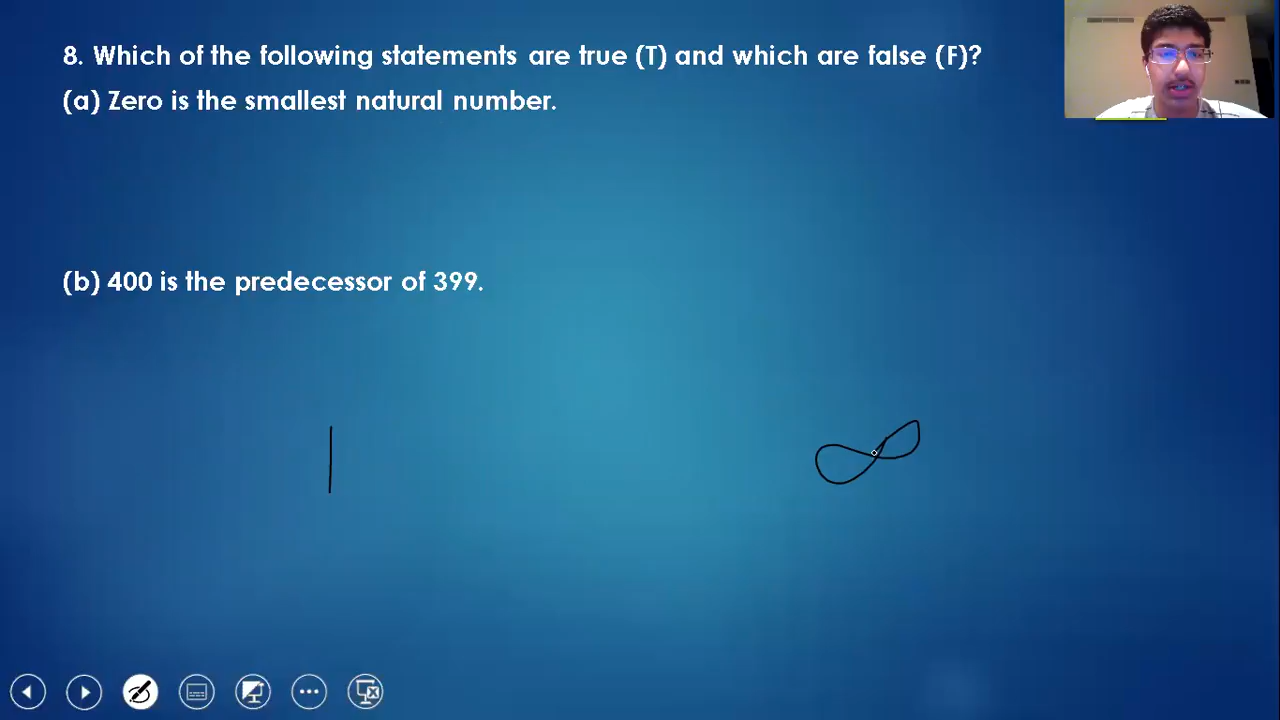 8. Which of the following statements are true (T) and which are false (F)?
(a) Zero is the smallest natural number.
(b) 400 is the predecessor of 399.
1 ∞